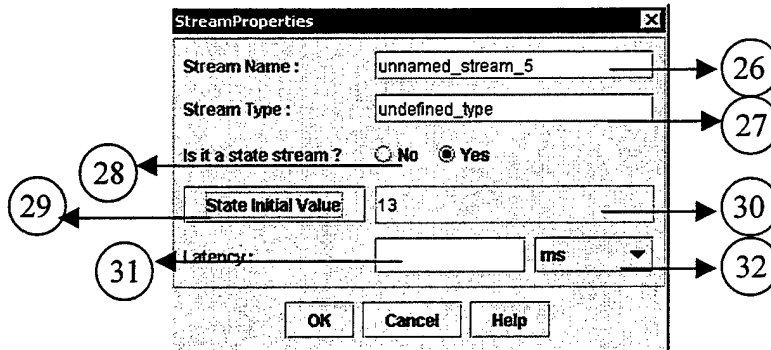 StreamProperties
Stream Name : unnamed_stream_5 26
Stream Type : undefined_type 27
Is it a state stream ? No Yes
28
29 State Initial Value 13 30
31 Latency : ms 32
OK Cancel Help